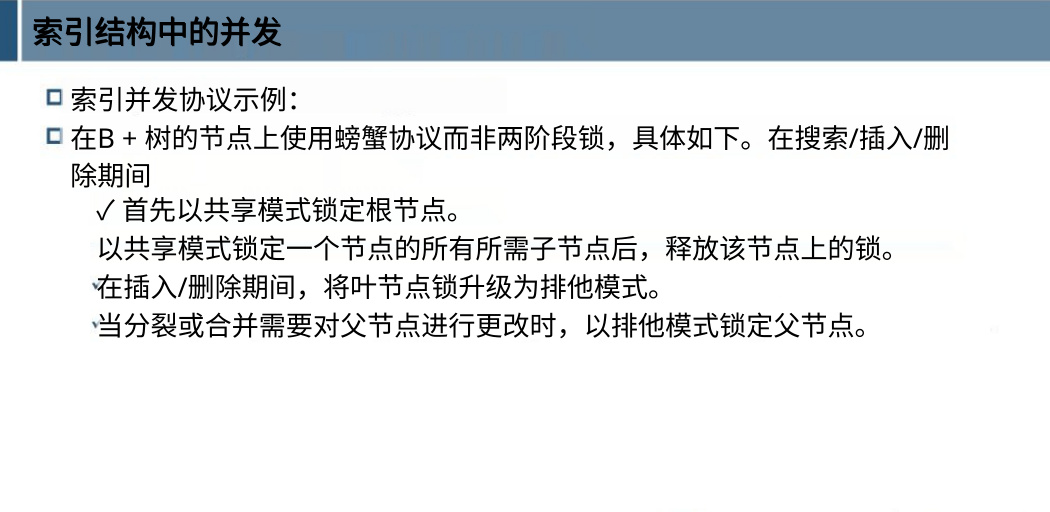 索引结构中的并发
索引并发协议示例：
在B + 树的节点上使用螃蟹协议而非两阶段锁，具体如下。在搜索/插入/删
除期间
✓ 首先以共享模式锁定根节点。
以共享模式锁定一个节点的所有所需子节点后，释放该节点上的锁。
在插入/删除期间，将叶节点锁升级为排他模式。
当分裂或合并需要对父节点进行更改时，以排他模式锁定父节点。